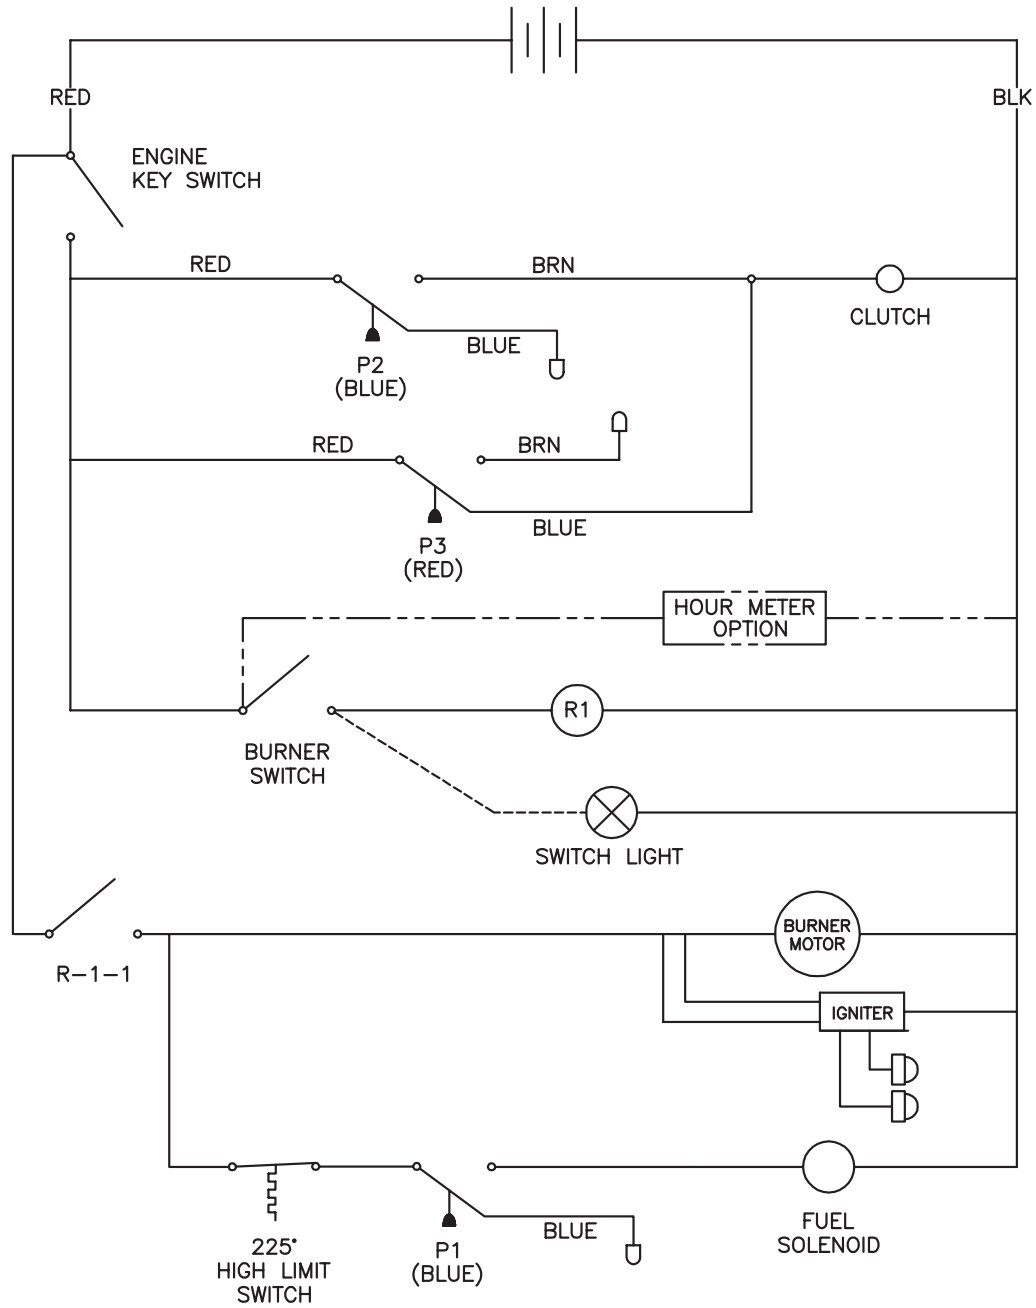 RED
BLK
ENGINE
KEY SWITCH
RED
BRN
CLUTCH
BLUE
P2
(BLUE)
RED
BRN
BLUE
P3
(RED)
HOUR METER
OPTION
R1
BURNER
SWITCH
SWITCH LIGHT
BURNER
MOTOR
R-1-1
IGNITER
BLUE
FUEL
SOLENOID
225°
HIGH LIMIT
SWITCH
P1
(BLUE)